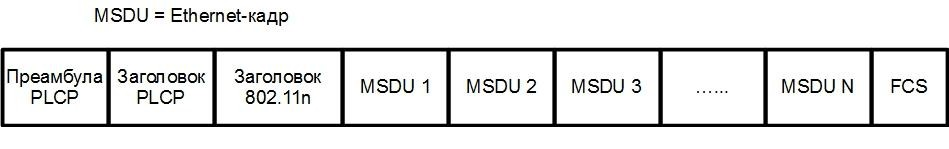 MSDU = Ethernet-кадр
Преамбула PLCP
Заголовок PLCP
Заголовок 802.11n
MSDU 1
MSDU 2
MSDU 3
…...
MSDU N
FCS